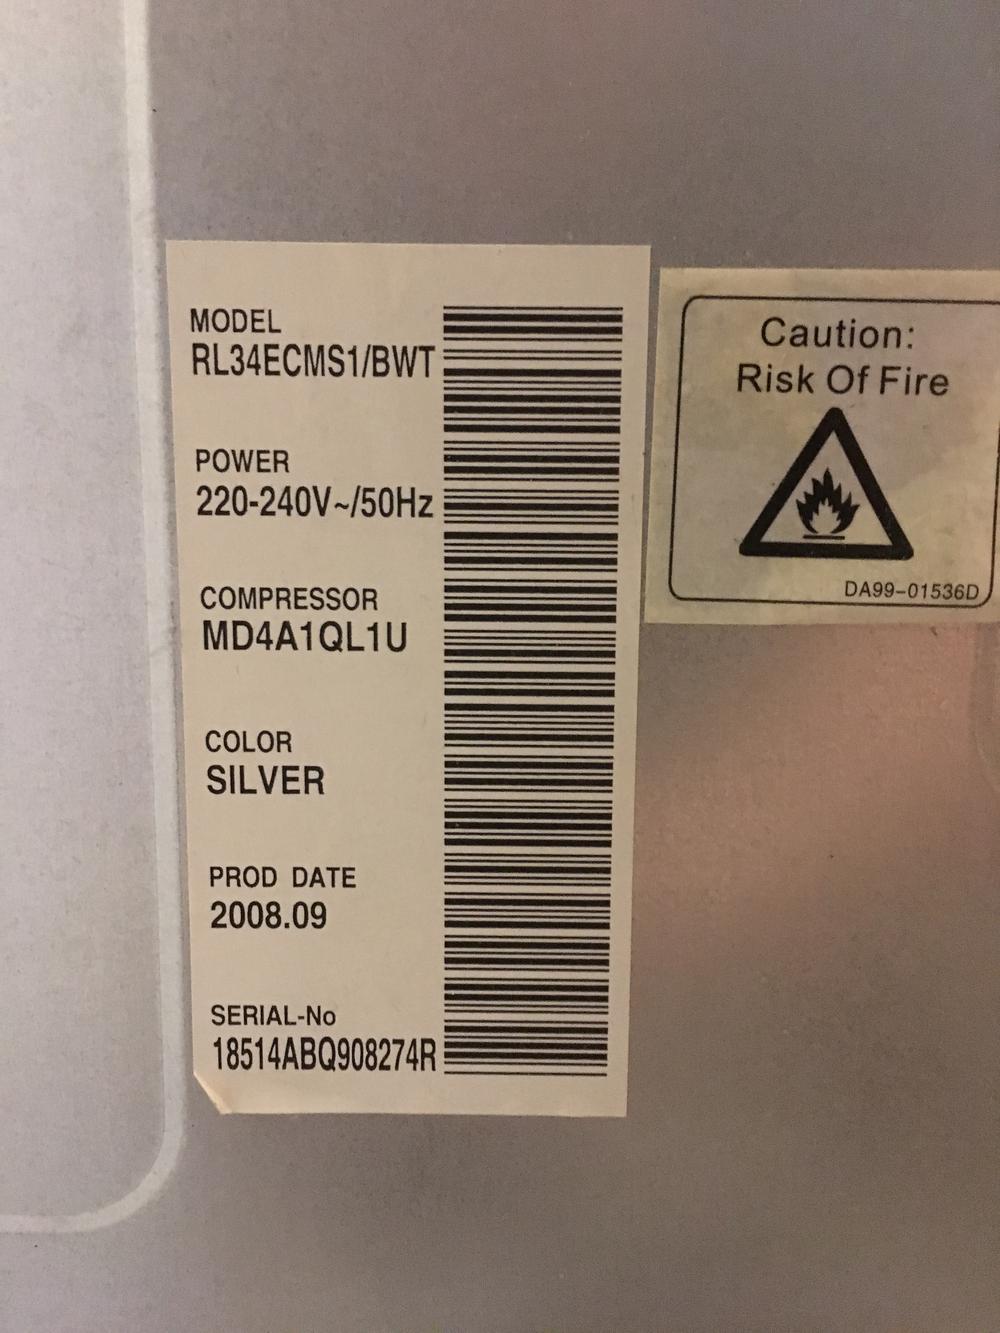 MODEL
RL34ECMS1/BWT
POWER
220-240V~/50Hz
COMPRESSOR
MD4A1QL1U
COLOR
SILVER
PROD DATE
2008.09
SERIAL-No
18514ABQ908274R
Caution:
Risk Of Fire
DA99-01536D